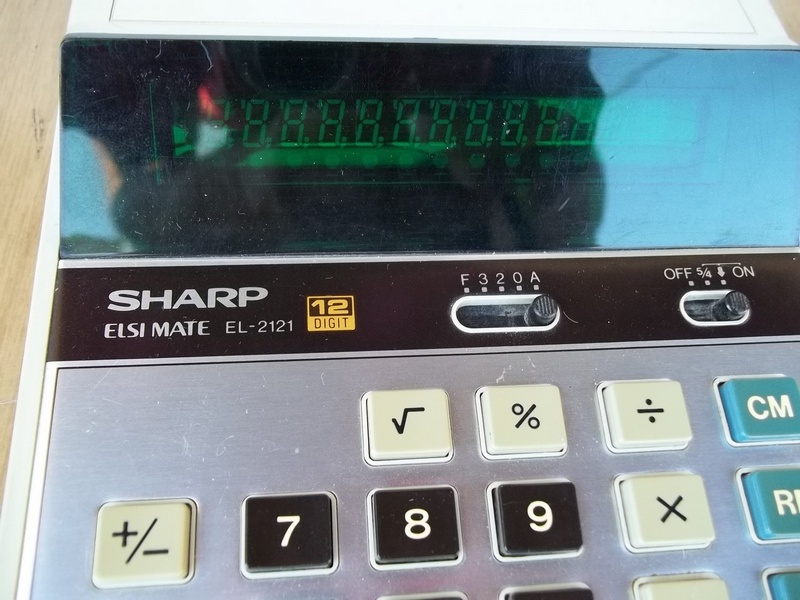 SHARP
12
DIGIT
ELSI MATE EL-2121
F 3 2 0 A
OFF 5/4 ⬇ ON
√ % ÷ CM
+/− 7 8 9 ×